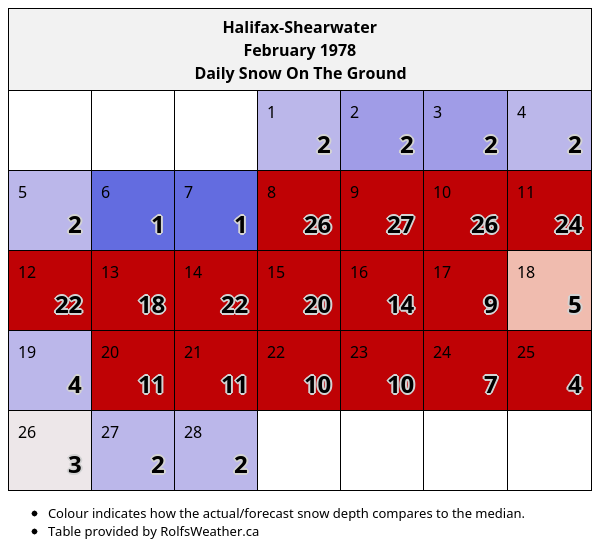 Halifax-Shearwater
February 1978
Daily Snow On The Ground
1 2 3 4
2 2 2 2
5 6 7 8 9 10 11
2 1 1 26 27 26 24
12 13 14 15 16 17 18
22 18 22 20 14 9 5
19 20 21 22 23 24 25
4 11 11 10 10 7 4
26 27 28
3 2 2
• Colour indicates how the actual/forecast snow depth compares to the median.
• Table provided by RolfsWeather.ca